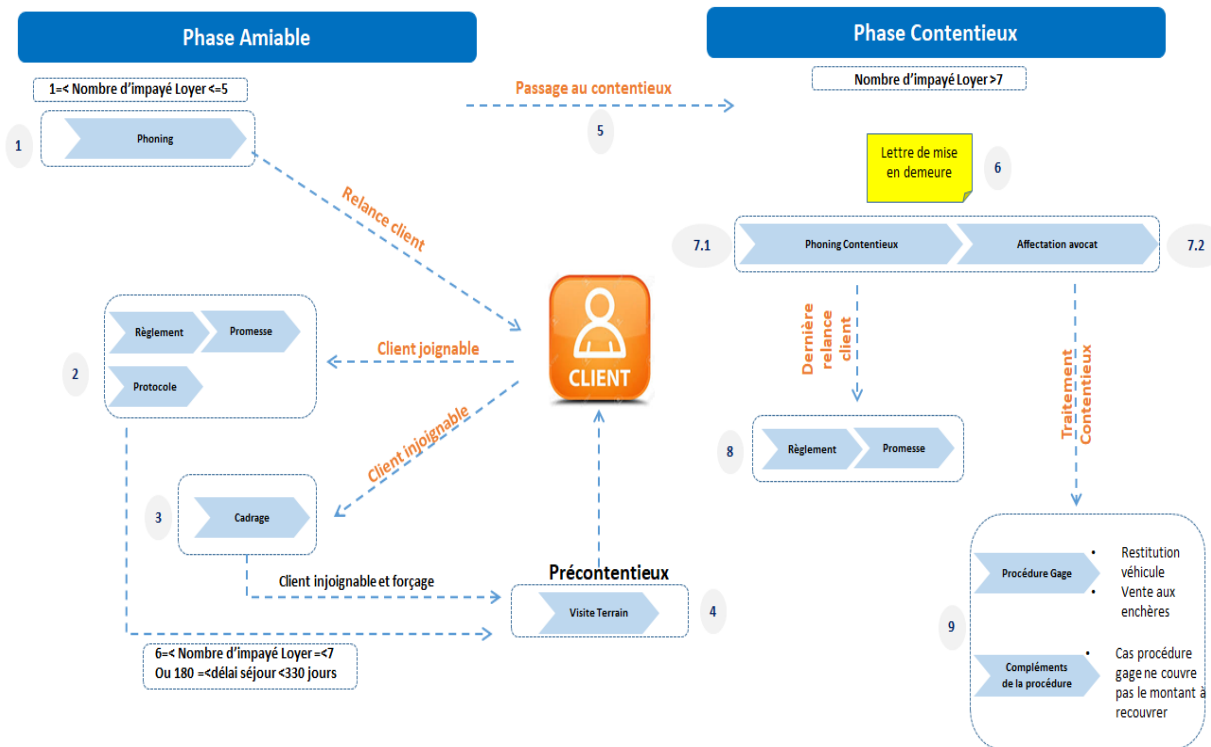 Phase Amiable
Phase Contentieux
1=< Nombre d'impayé Loyer <=5
Passage au contentieux
Nombre d'impayé Loyer >7
1
Phoning
5
Lettre de mise
en demeure
6
Relance client
7.1
Phoning Contentieux
Affectation avocat
7.2
Règlement
Promesse
2
Protocole
Client joignable
CLIENT
Dernière
relance
client
Traitement
Contentieux
Client injoignable
8
Règlement
Promesse
3
Cadrage
Client injoignable et forçage
Précontentieux
Visite Terrain
4
6=< Nombre d'impayé Loyer =<7
Ou 180 =<délai séjour <330 jours
9
Procédure Gage
• Restitution
véhicule
• Vente aux
enchères
Compléments
de la procédure
• Cas procédure
gage ne couvre
pas le montant à
recouvrer